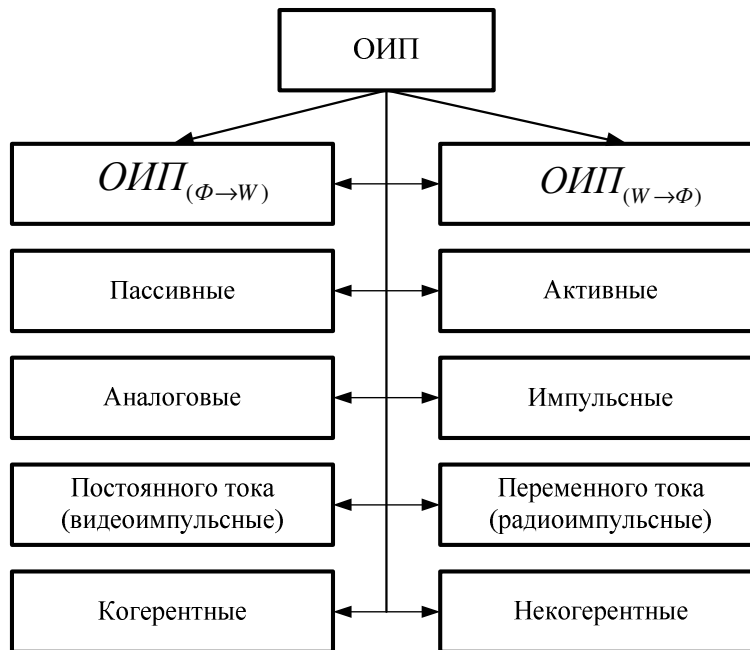 ОИП
ОИП(Ф→W)
ОИП(W→Ф)
Пассивные
Активные
Аналоговые
Импульсные
Постоянного тока
(видеоимпульсные)
Переменного тока
(радиоимпульсные)
Когерентные
Некогерентные